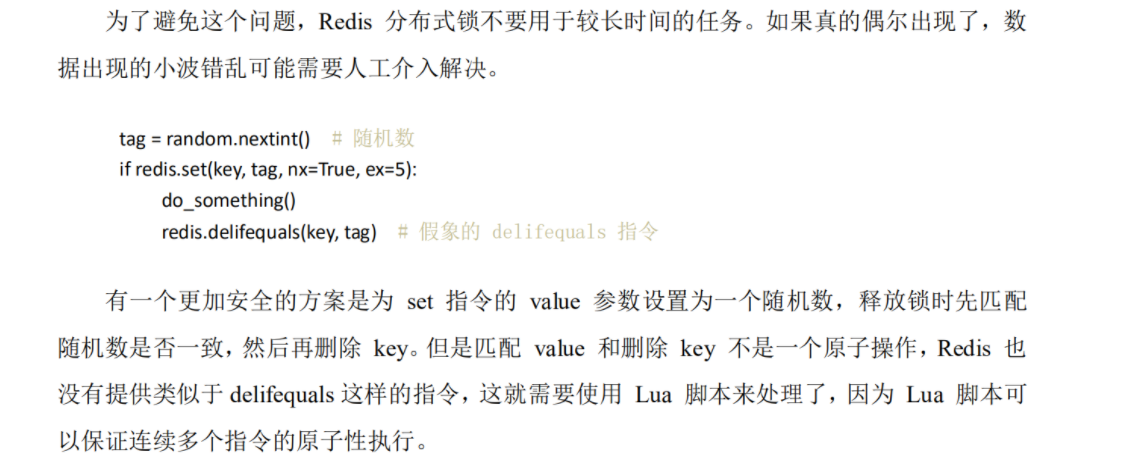 为了避免这个问题，Redis 分布式锁不要用于较长时间的任务。如果真的偶尔出现了，数
据出现的小波错乱可能需要人工介入解决。
tag = random.nextint() # 随机数
if redis.set(key, tag, nx=True, ex=5):
do_something()
redis.delifequals(key, tag) # 假象的 delifequals 指令
有一个更加安全的方案是为 set 指令的 value 参数设置为一个随机数，释放锁时先匹配
随机数是否一致，然后再删除 key。但是匹配 value 和删除 key 不是一个原子操作，Redis 也
没有提供类似于 delifequals 这样的指令，这就需要使用 Lua 脚本来处理了，因为 Lua 脚本可
以保证连续多个指令的原子性执行。